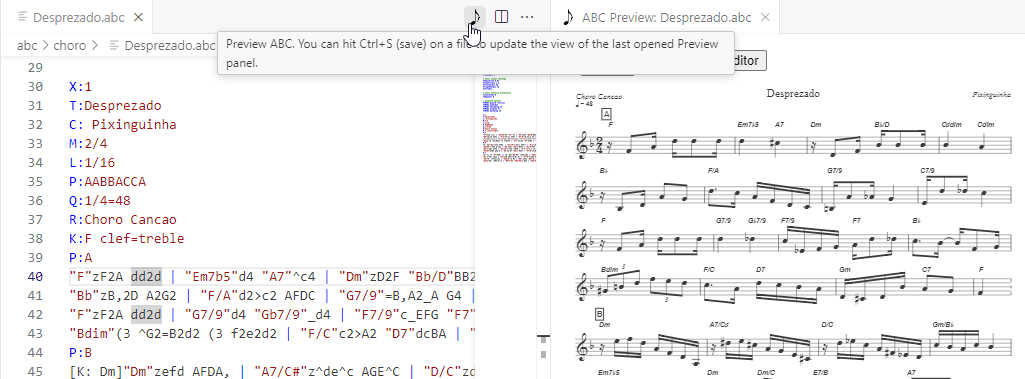 Desprezado.abc
ABC Preview: Desprezado.abc
abc > choro > Desprezado.abc
Preview ABC. You can hit Ctrl+S (save) on a file to update the view of the last opened Preview
panel.
ditor
29
30 X:1
31 T:Desprezado
32 C: Pixinguinha
33 M:2/4
34 L:1/16
35 P:AABBACCA
36 Q:1/4=48
37 R:Choro Cancao
38 K:F clef=treble
39 P:A
40 "F"zF2A dd2d | "Em7b5"d4 "A7"^c4 | "Dm"zD2F "Bb/D"BB2
41 "Bb"zB,2D A2G2 | "F/A"d2>c2 AFDC | "G7/9"=B,A2_A G4 |
42 "F"zF2A dd2d | "G7/9"d4 "Gb7/9"_d4 | "F7/9"c_EFG "F7"
43 "Bdim"(3 ^G2=B2d2 (3 f2e2d2 | "F/C"c2>A2 "D7"dcBA | "
44 P:B
45 [K: Dm]"Dm"zefd AFDA, | "A7/C#"z^de^c AGE^C | "D/C"zd
Choro Cancao
Desprezado
Pixinguinha
♩=48
A
F Em7♭5 A7 Dm B♭/D Csdim Cdim
B♭ F/A G7/9 C7/9
F G7/9 G♭7/9 F7/9 F7 B♭
Bdim 3 3 F/C D7 Gm C7 F
B
Dm A7/C♯ D/C Gm/B♭
Em7/5 Dm Dm/C E7/B A7